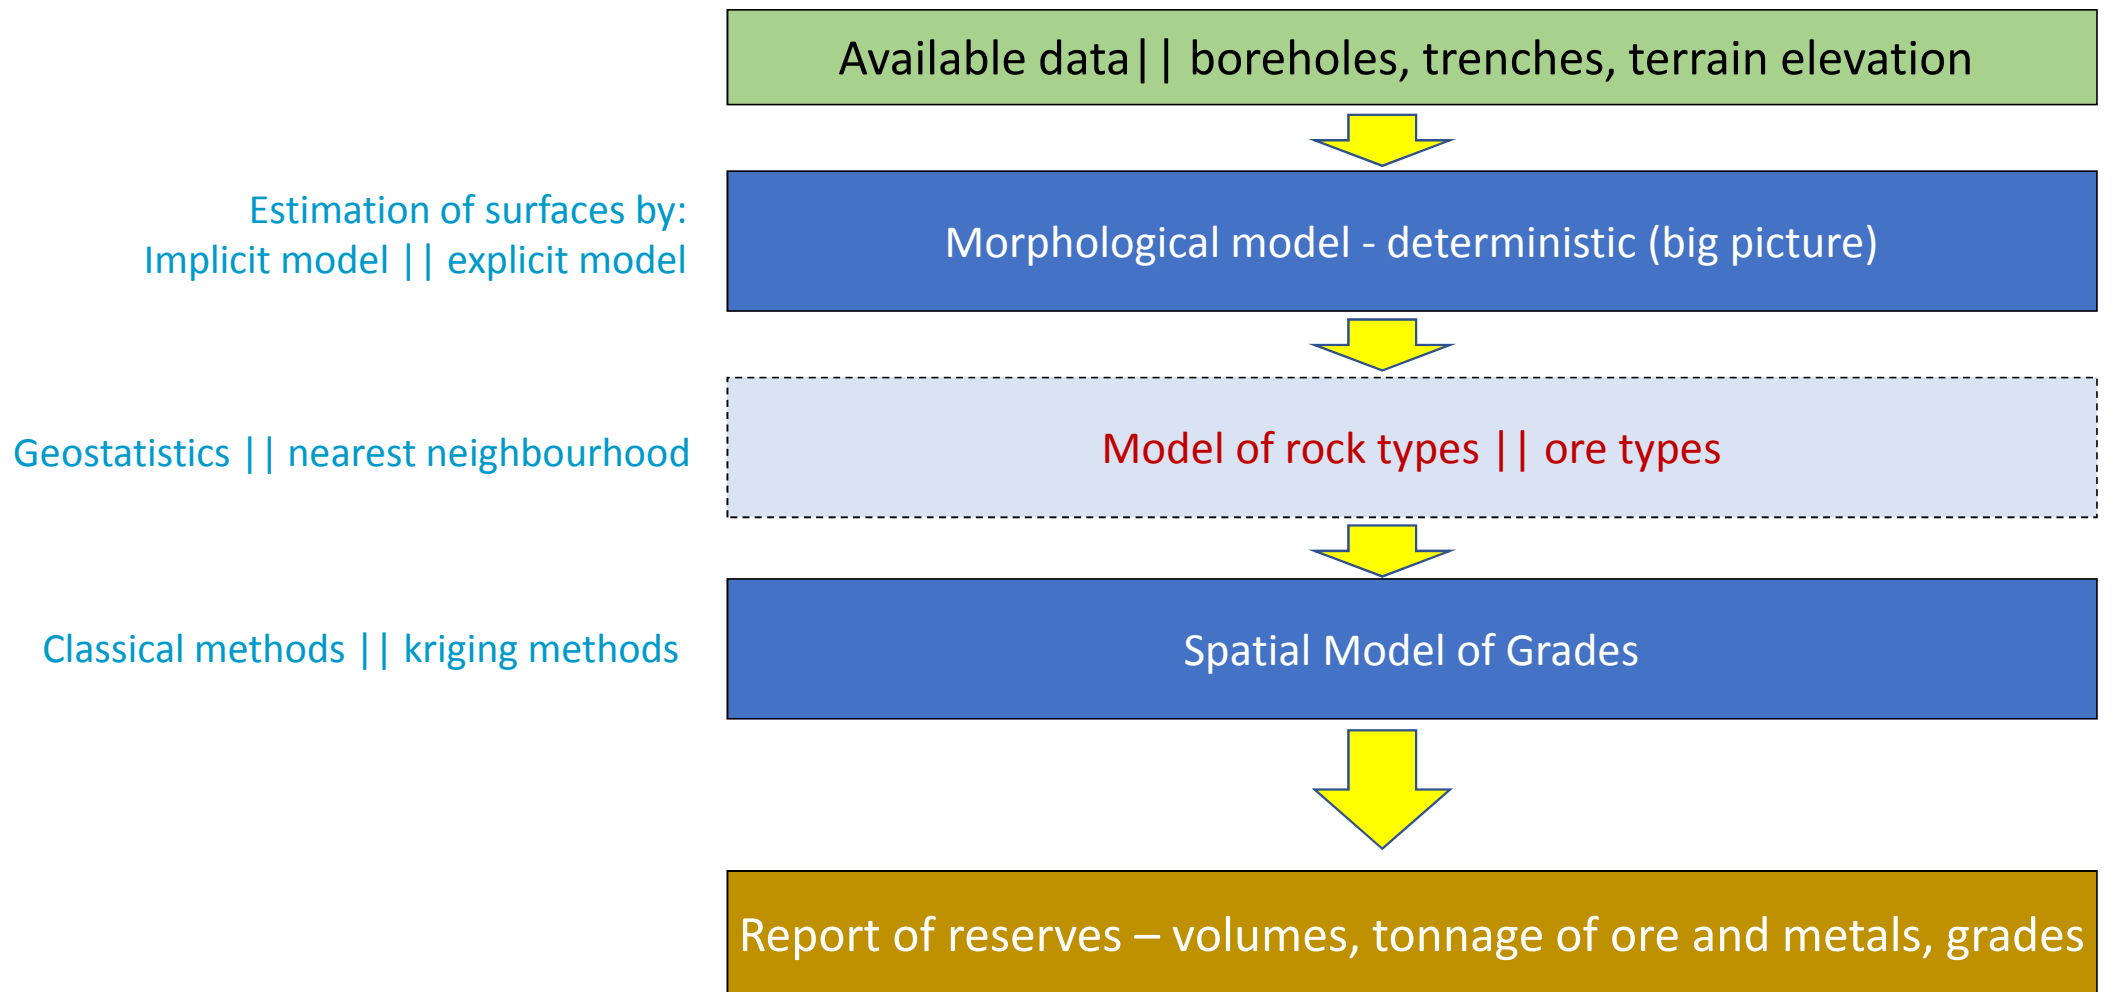 Available data|| boreholes, trenches, terrain elevation
Estimation of surfaces by:
Implicit model || explicit model
Morphological model - deterministic (big picture)
Geostatistics || nearest neighbourhood
Model of rock types || ore types
Classical methods || kriging methods
Spatial Model of Grades
Report of reserves – volumes, tonnage of ore and metals, grades